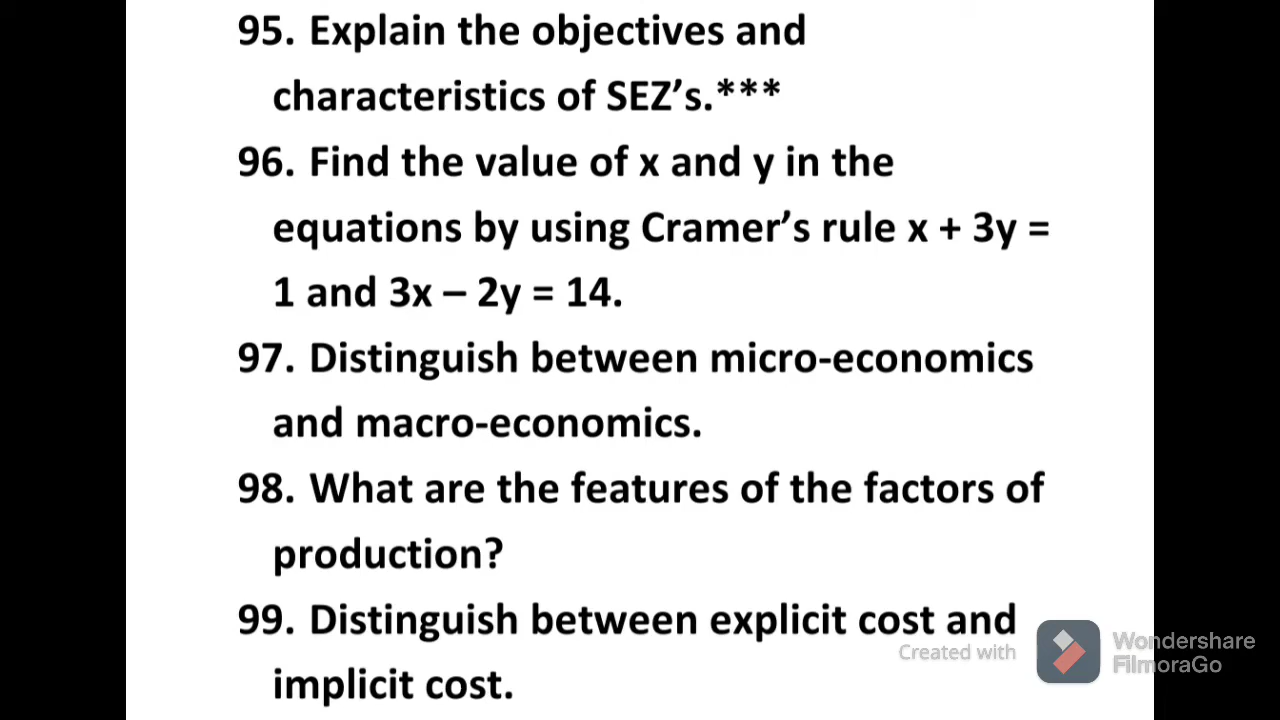 95. Explain the objectives and
characteristics of SEZ’s.***
96. Find the value of x and y in the
equations by using Cramer’s rule x + 3y =
1 and 3x – 2y = 14.
97. Distinguish between micro-economics
and macro-economics.
98. What are the features of the factors of
production?
99. Distinguish between explicit cost and
implicit cost.
Created with
Wondershare
FilmoraGo